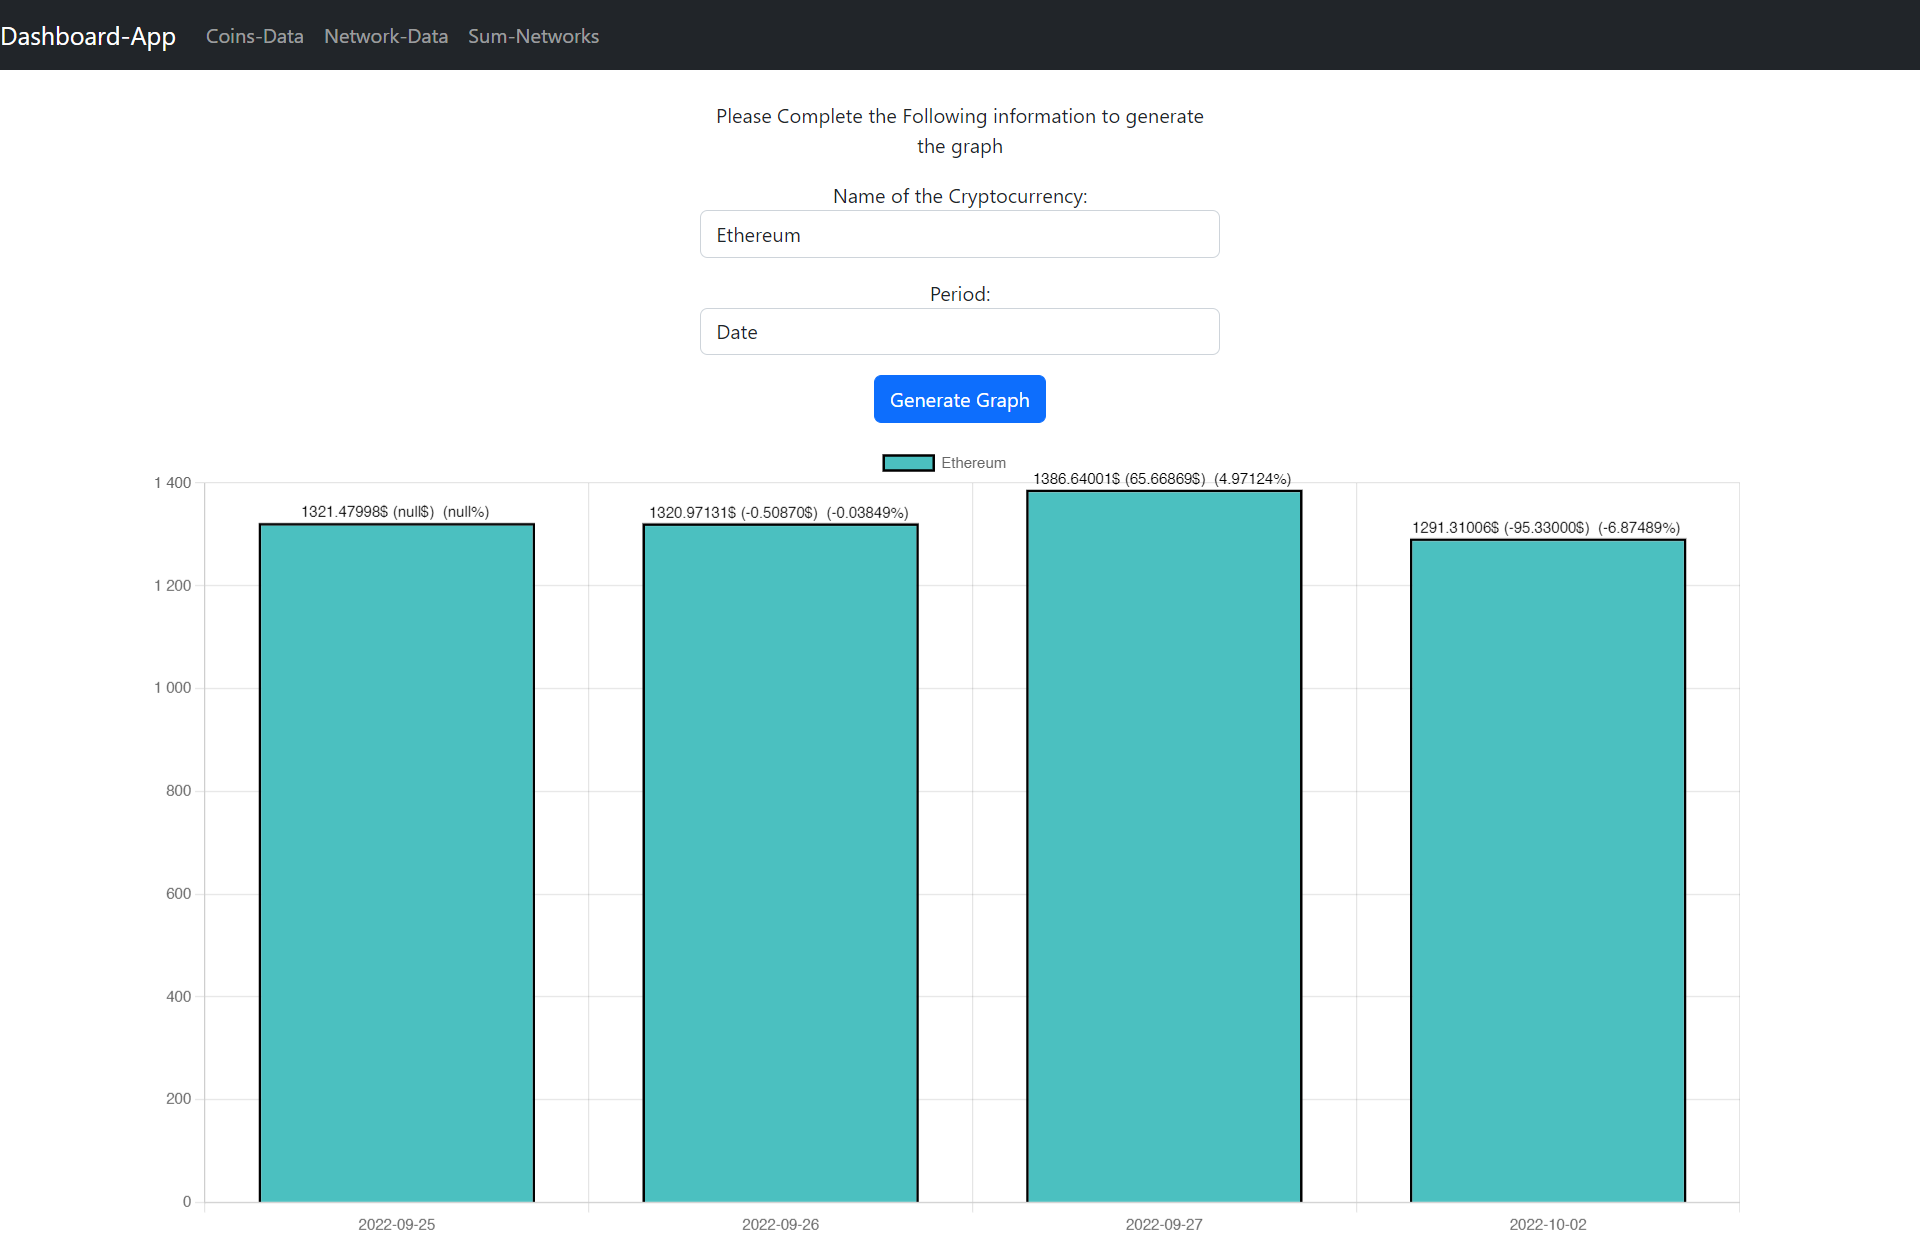 Dashboard-App Coins-Data Network-Data Sum-Networks
Please Complete the Following information to generate
the graph
Name of the Cryptocurrency:
Ethereum
Period:
Date
Generate Graph
Ethereum
1 400
1 200
1 000
800
600
400
200
0
1321.47998$ (null$) (null%)
1320.97131$ (-0.50870$) (-0.03849%)
1386.64001$ (65.66869$) (4.97124%)
1291.31006$ (-95.33000$) (-6.87489%)
2022-09-25 2022-09-26 2022-09-27 2022-10-02